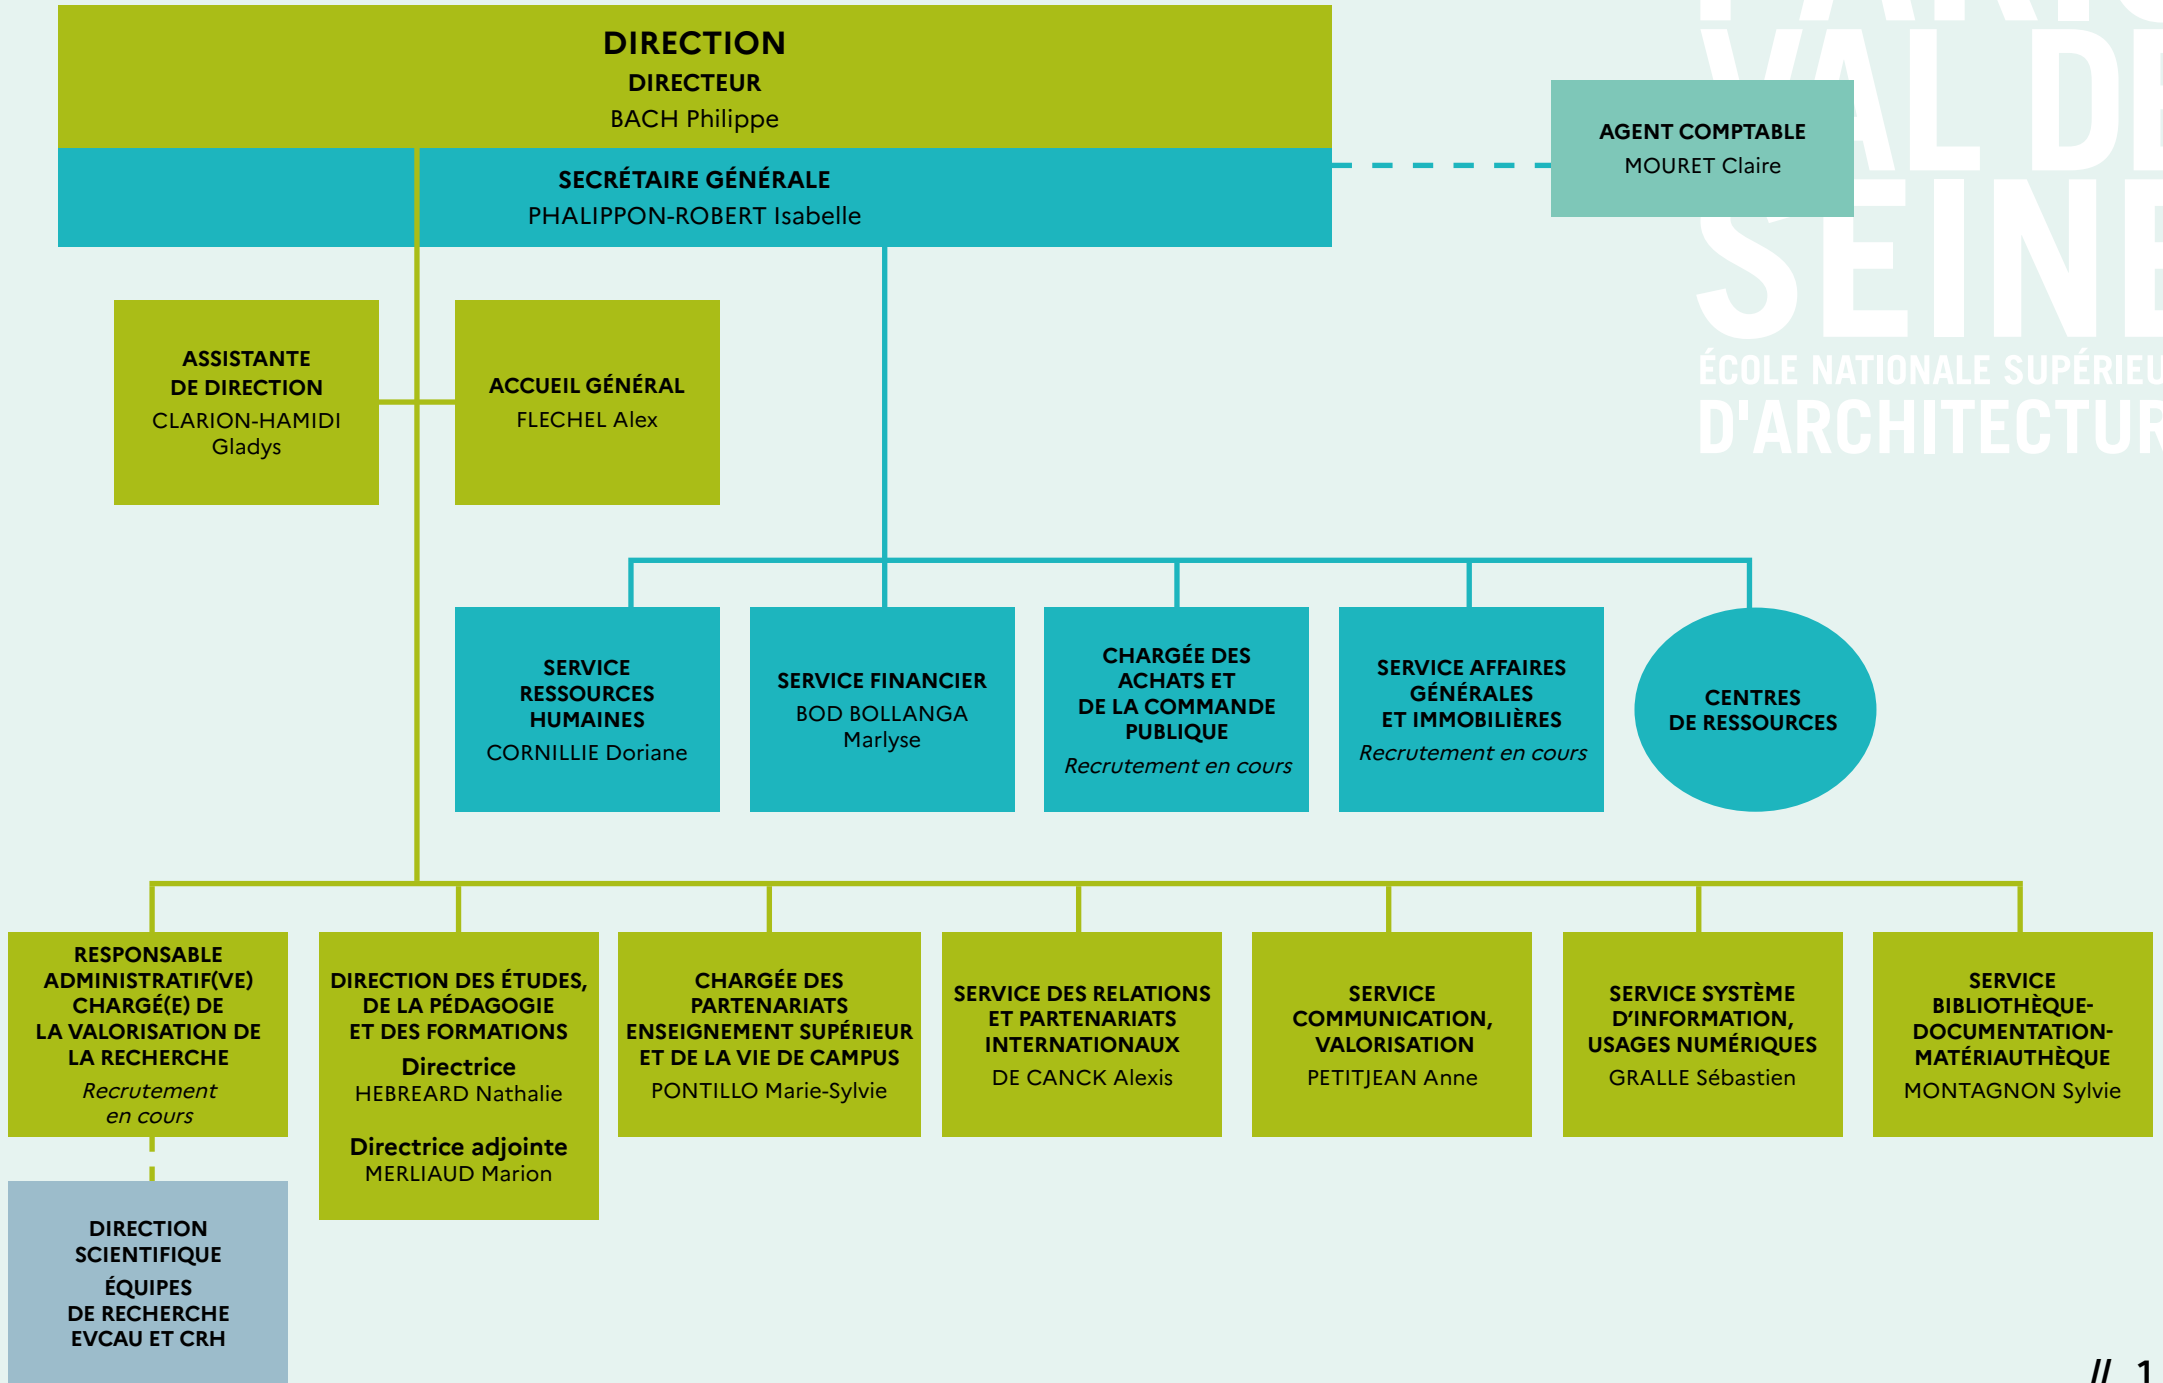 DIRECTION
DIRECTEUR
BACH Philippe
SECRÉTAIRE GÉNÉRALE
PHALIPPON-ROBERT Isabelle
AGENT COMPTABLE
MOURET Claire
VAL DE
SEINE
ÉCOLE NATIONALE SUPÉRIEU
D'ARCHITECTUR
ASSISTANTE
DE DIRECTION
CLARION-HAMIDI
Gladys
ACCUEIL GÉNÉRAL
FLECHEL Alex
SERVICE
RESSOURCES
HUMAINES
CORNILLIE Doriane
SERVICE FINANCIER
BOD BOLLANGA
Marlyse
CHARGÉE DES
ACHATS ET
DE LA COMMANDE
PUBLIQUE
Recrutement en cours
SERVICE AFFAIRES
GÉNÉRALES
ET IMMOBILIÈRES
Recrutement en cours
CENTRES
DE RESSOURCES
RESPONSABLE
ADMINISTRATIF(VE)
CHARGÉ(E) DE
LA VALORISATION DE
LA RECHERCHE
Recrutement
en cours
DIRECTION DES ÉTUDES,
DE LA PÉDAGOGIE
ET DES FORMATIONS
Directrice
HEBREARD Nathalie
Directrice adjointe
MERLIAUD Marion
CHARGÉE DES
PARTENARIATS
ENSEIGNEMENT SUPÉRIEUR
ET DE LA VIE DE CAMPUS
PONTILLO Marie-Sylvie
SERVICE DES RELATIONS
ET PARTENARIATS
INTERNATIONAUX
DE CANCK Alexis
SERVICE
COMMUNICATION,
VALORISATION
PETITJEAN Anne
SERVICE SYSTÈME
D’INFORMATION,
USAGES NUMÉRIQUES
GRALLE Sébastien
SERVICE
BIBLIOTHÈQUE-
DOCUMENTATION-
MATÉRIAUTHÈQUE
MONTAGNON Sylvie
DIRECTION
SCIENTIFIQUE
ÉQUIPES
DE RECHERCHE
EVCAU ET CRH
// 1